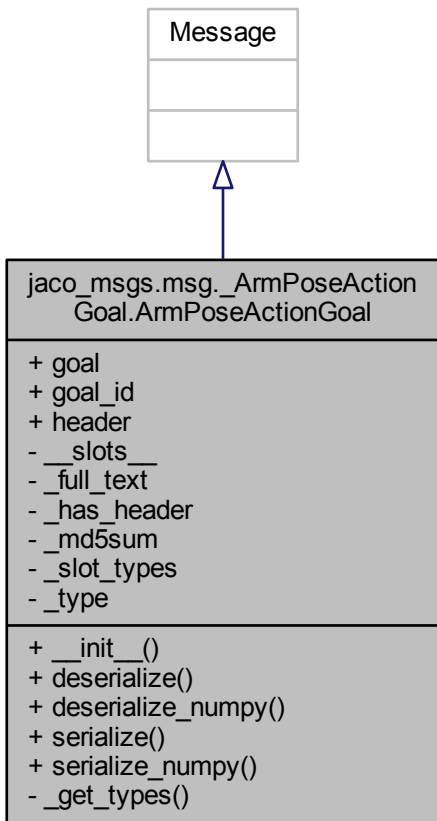 Message
jaco_msgs.msg._ArmPoseAction
Goal.ArmPoseActionGoal
+ goal
+ goal_id
+ header
- __slots__
- _full_text
- _has_header
- _md5sum
- _slot_types
- _type
+ __init__()
+ deserialize()
+ deserialize_numpy()
+ serialize()
+ serialize_numpy()
- _get_types()